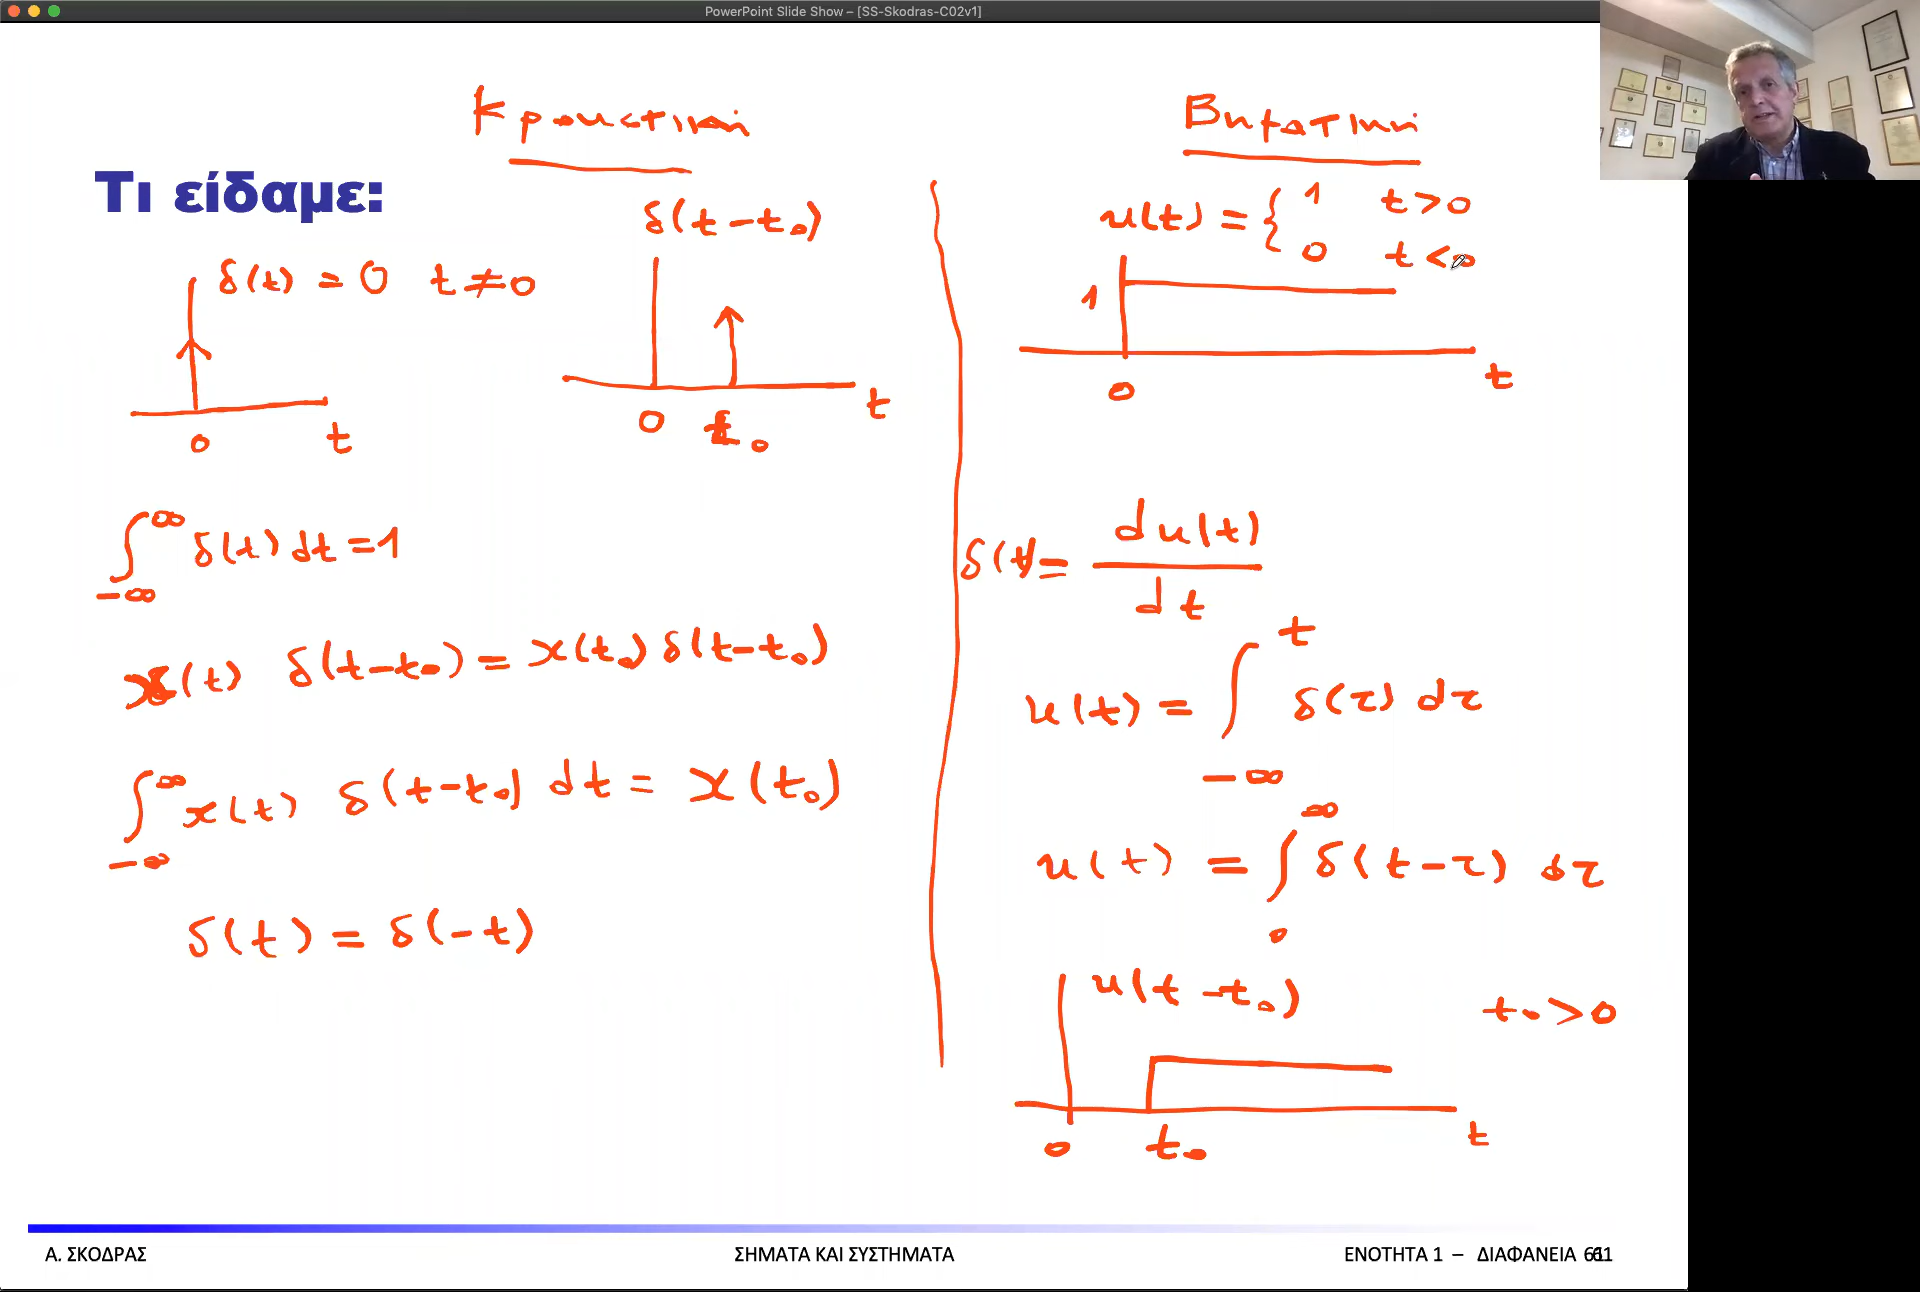 PowerPoint Slide Show – [SS-Skodras-C02v1]
Τι είδαμε:
Κρουστική
δ(t-t₀)
δ(t) = 0 t ≠ 0
0 t
0 t₀ t
∫_{-∞}^{∞} δ(t) dt = 1
x(t) δ(t-t₀) = x(t₀) δ(t-t₀)
∫_{-∞}^{∞} x(t) δ(t-t₀) dt = x(t₀)
δ(t) = δ(-t)
Βηματική
u(t) = { 1 t>0
0 t<0
1
0 t
δ(t) = du(t)/dt
u(t) = ∫_{-∞}^{t} δ(τ) dτ
u(t) = ∫_{0}^{∞} δ(t-τ) dτ
u(t-t₀) t₀>0
0 t₀ t
Α. ΣΚΟΔΡΑΣ ΣΗΜΑΤΑ ΚΑΙ ΣΥΣΤΗΜΑΤΑ ΕΝΟΤΗΤΑ 1 – ΔΙΑΦΑΝΕΙΑ